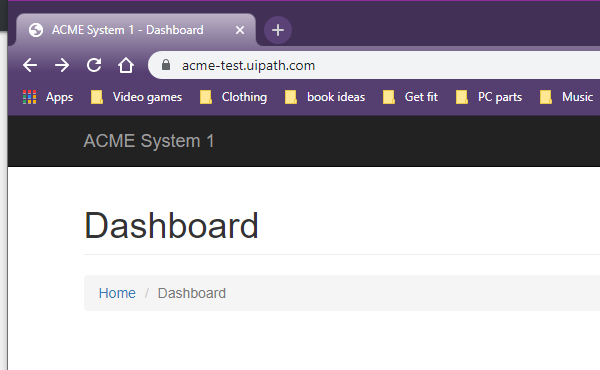 ACME System 1 - Dashboard
acme-test.uipath.com
Apps Video games Clothing book ideas Get fit PC parts Music
ACME System 1
Dashboard
Home / Dashboard